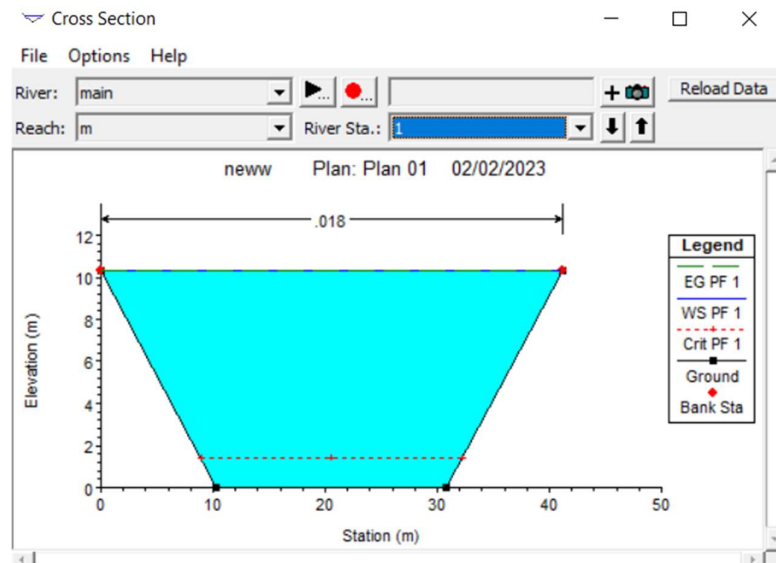 Cross Section
File Options Help
River: main + Reload Data
Reach: m River Sta.: 1
neww Plan: Plan 01 02/02/2023
.018
Elevation (m)
12
10
8
6
4
2
0
0 10 20 30 40 50
Station (m)
Legend
EG PF 1
WS PF 1
Crit PF 1
Ground
Bank Sta